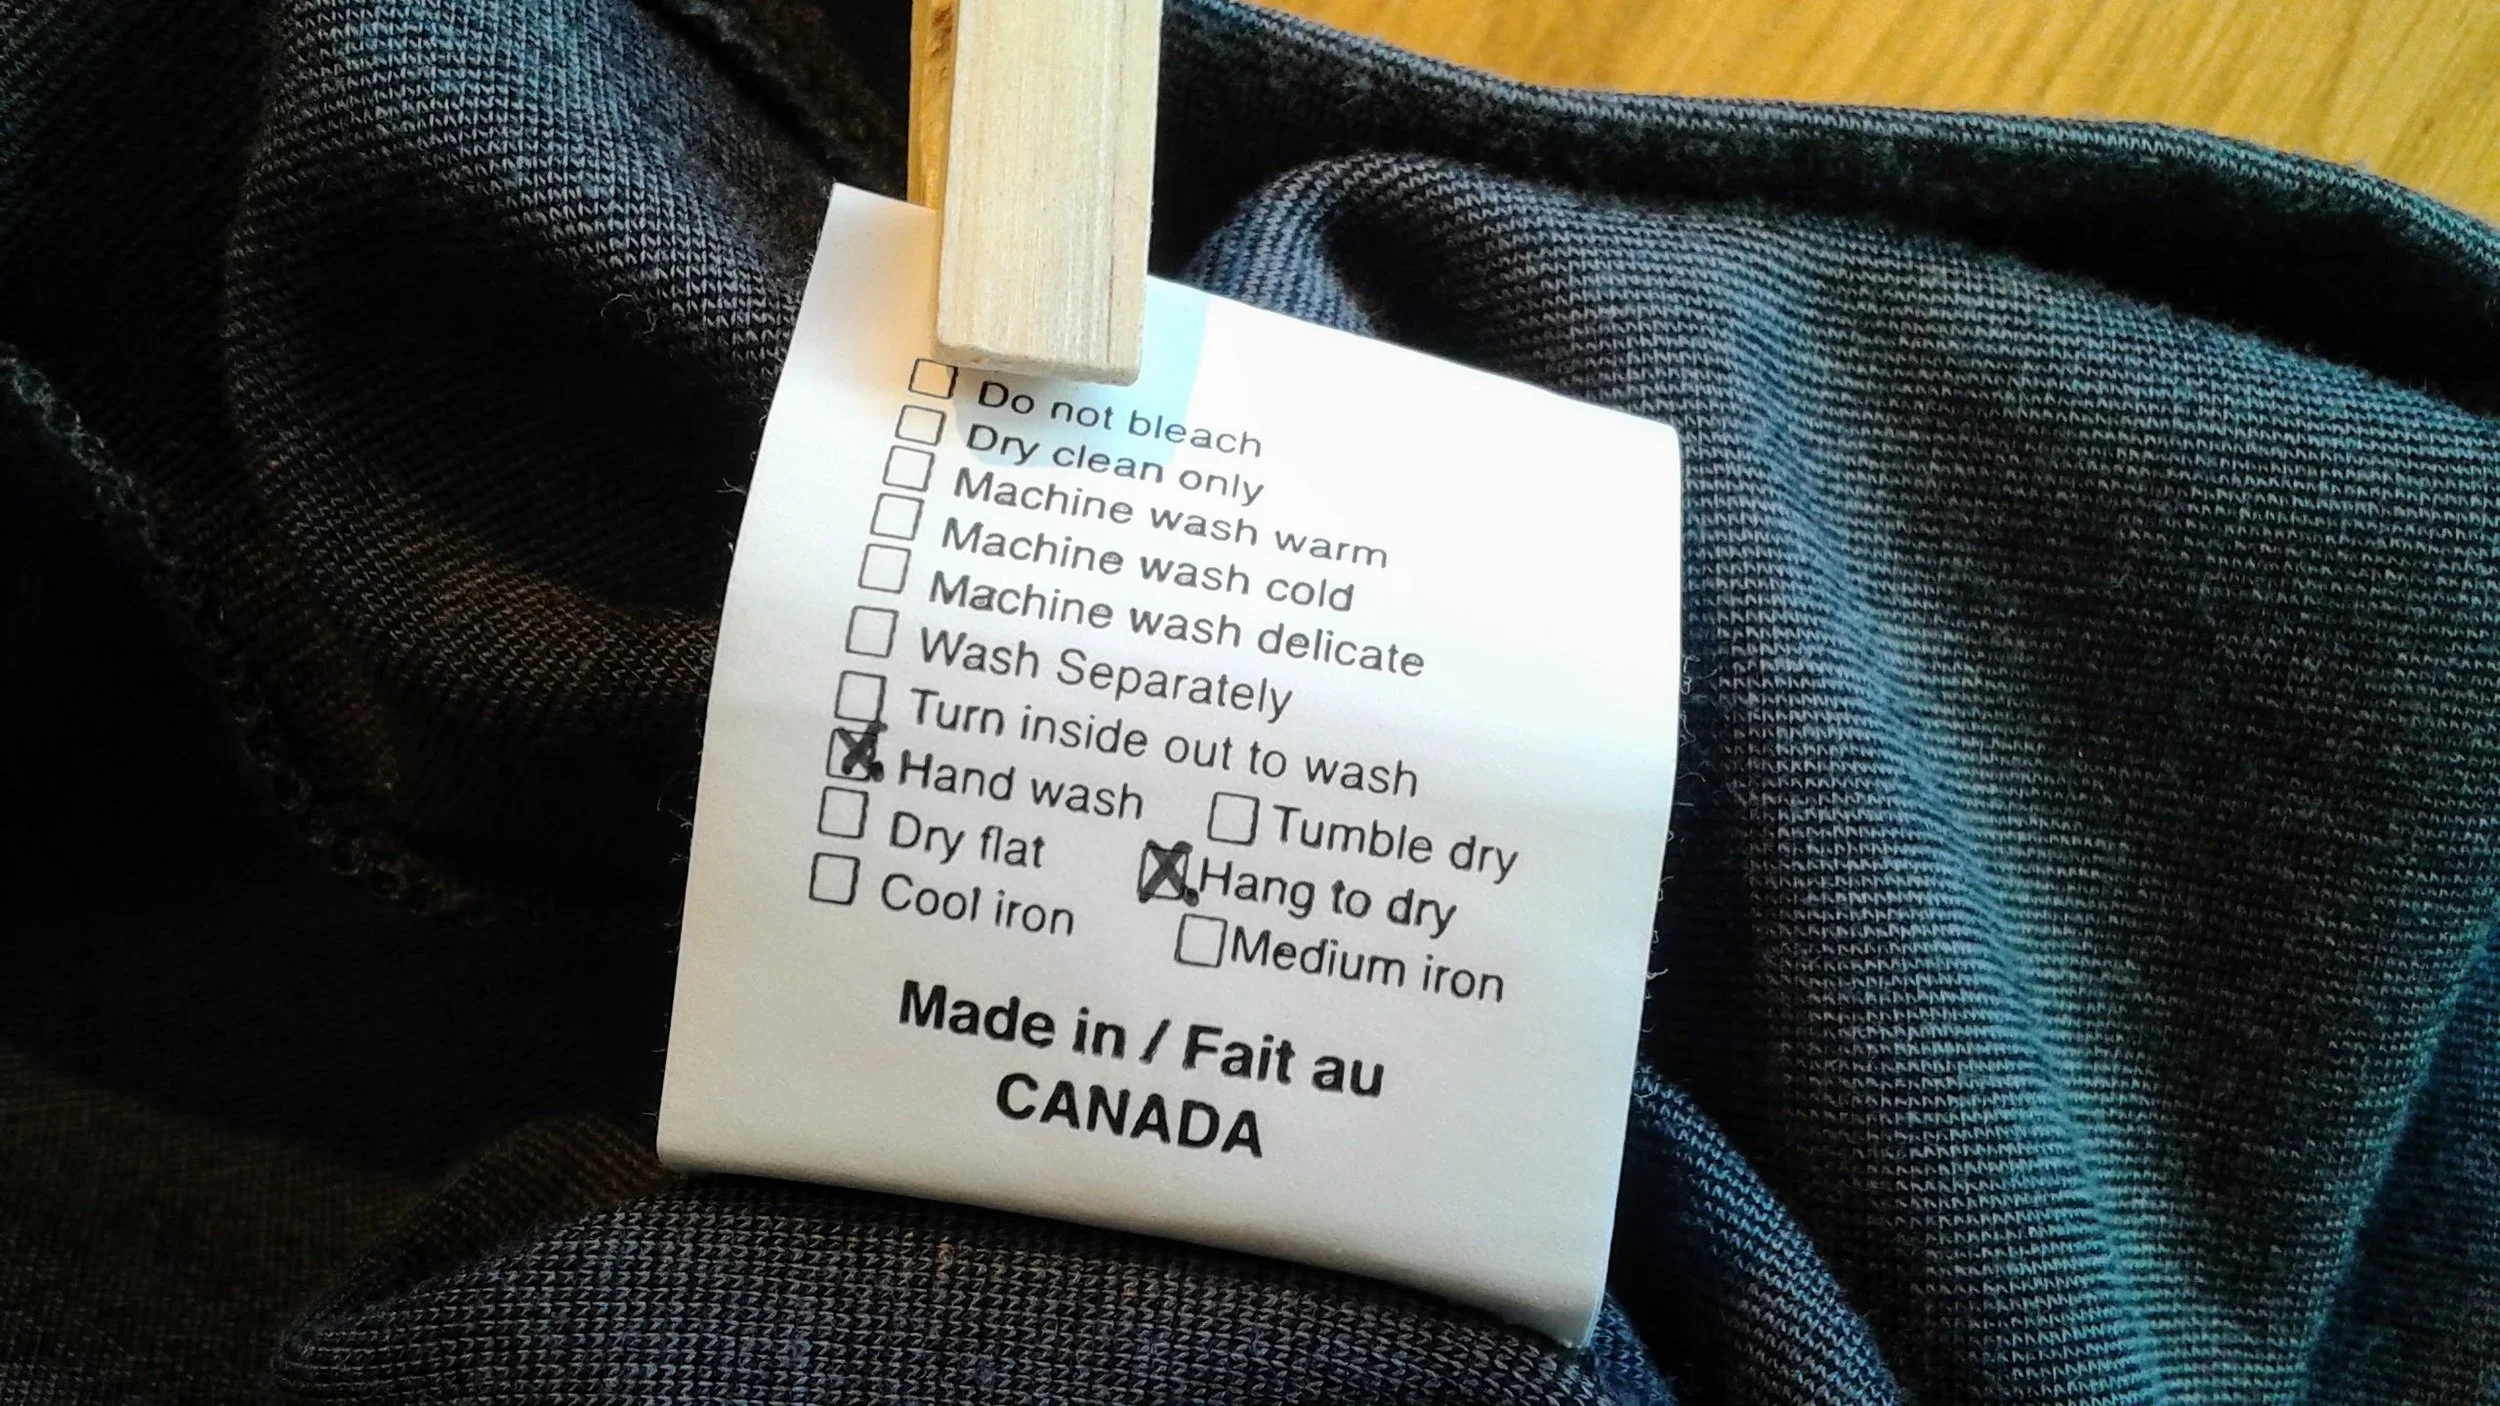 Do not bleach
Dry clean only
Machine wash warm
Machine wash cold
Machine wash delicate
Wash Separately
Turn inside out to wash
Hand wash Tumble dry
Dry flat Hang to dry
Cool iron Medium iron
Made in / Fait au
CANADA